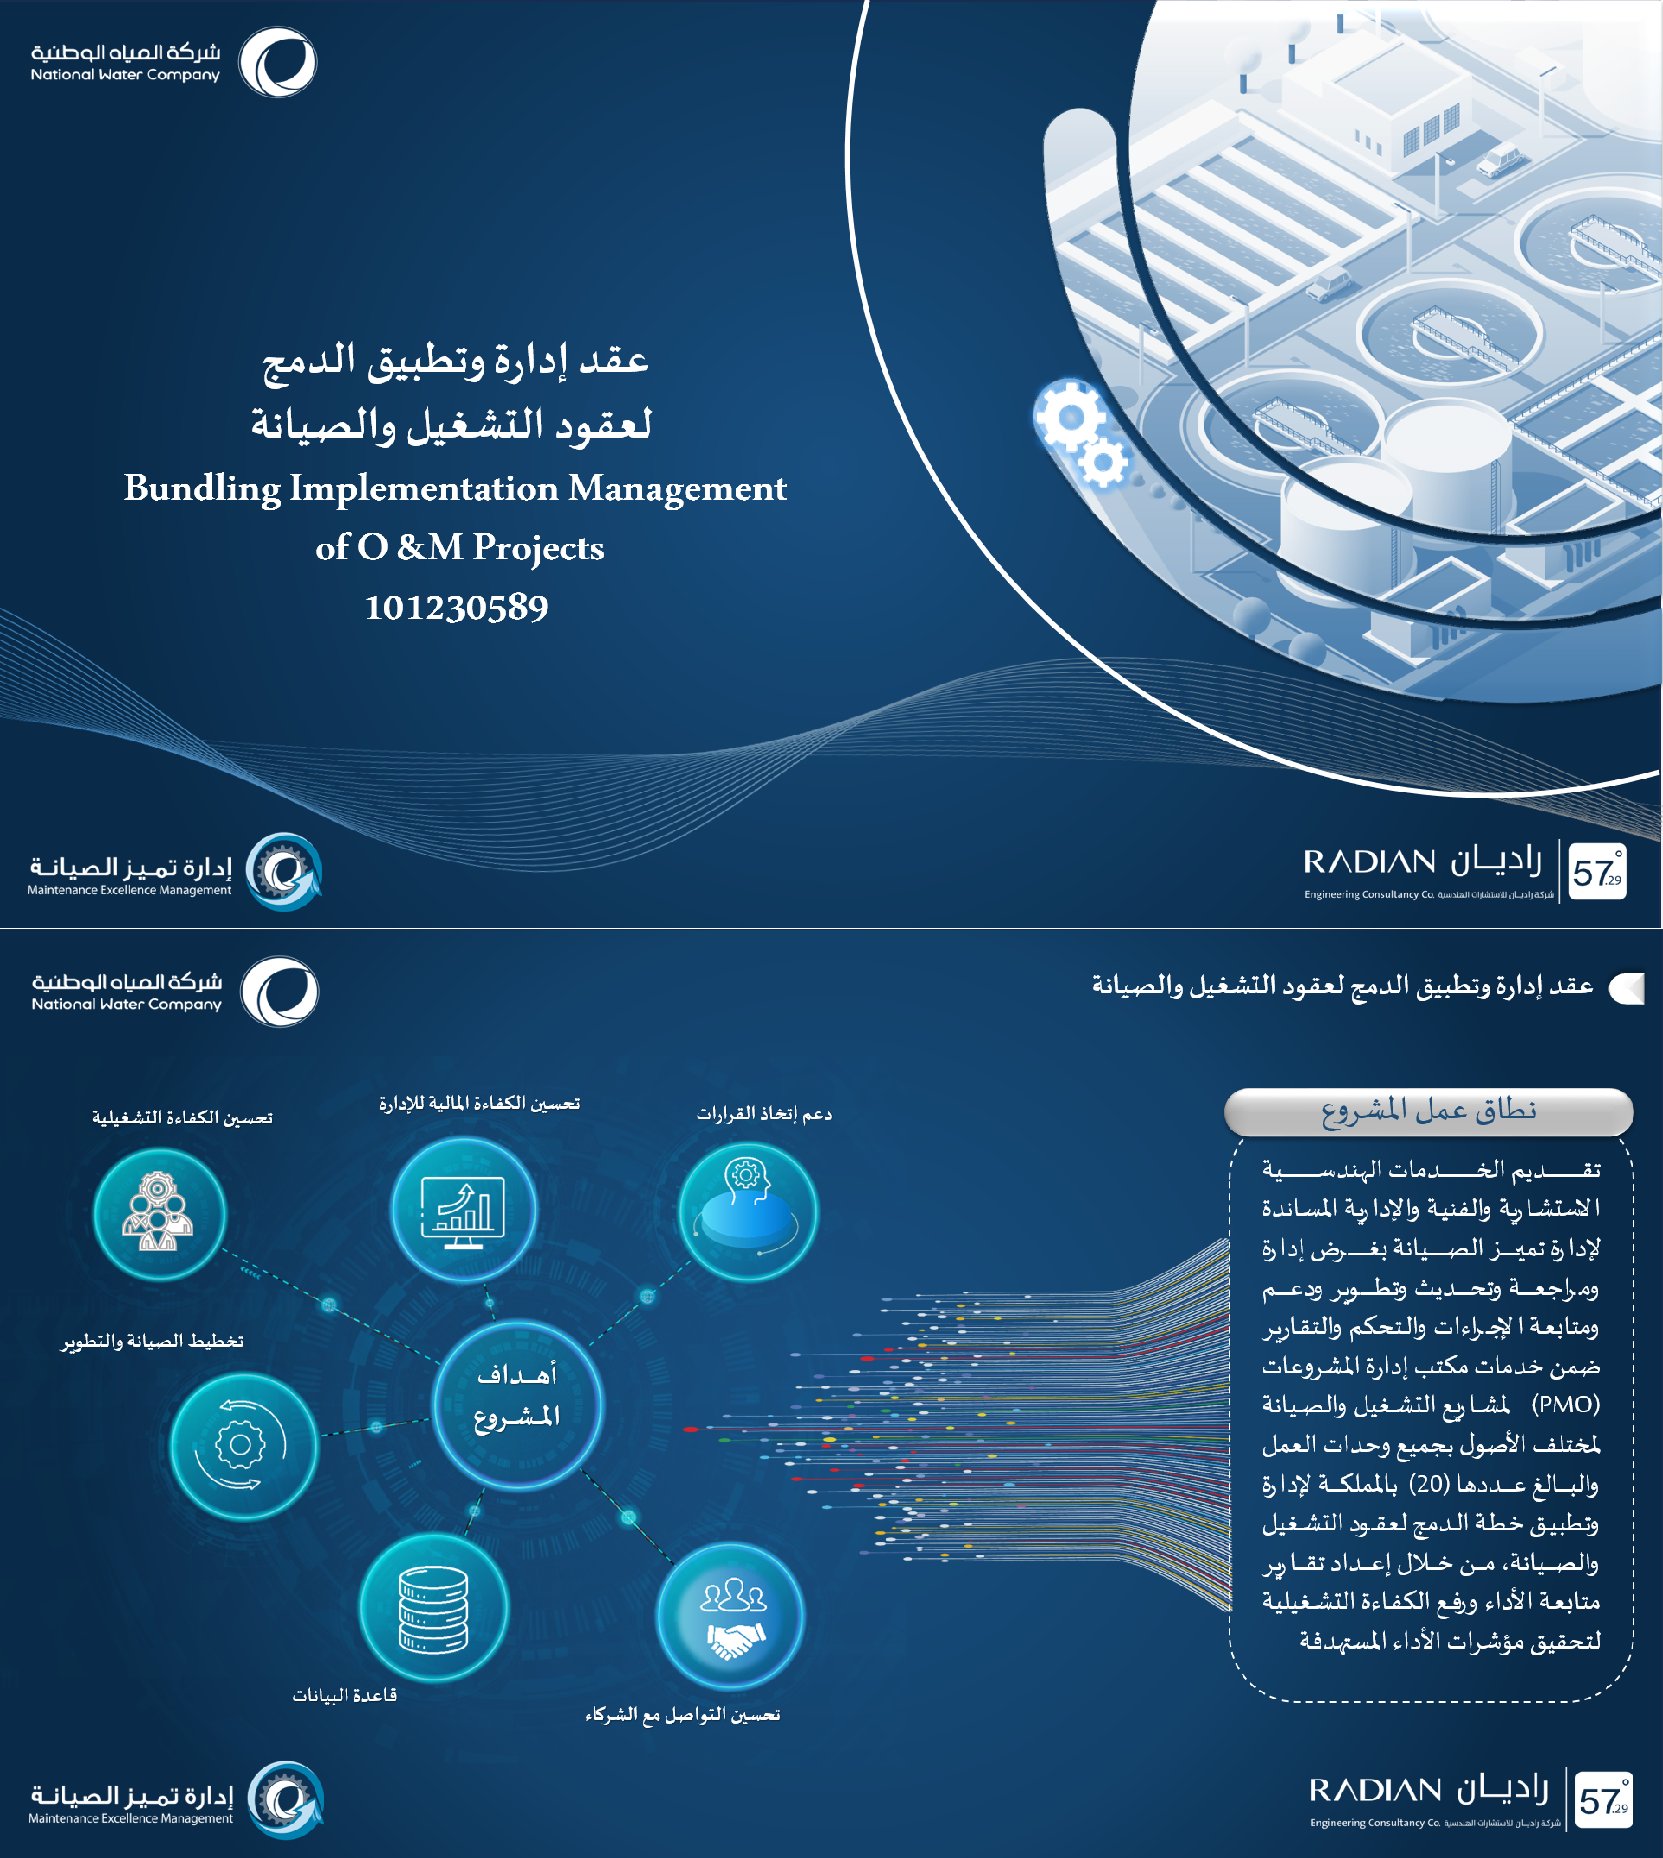 شركة المياه الوطنية
National Water Company
عقد إدارة وتطبيق الدمج
لعقود التشغيل والصيانة
Bundling Implementation Management
of O &M Projects
101230589
إدارة تميز الصيانة
Maintenance Excellence Management
RADIAN راديان
Engineering Consultancy Co. شركة راديان للاستشارات الهندسية
57.29°
شركة المياه الوطنية
National Water Company
عقد إدارة وتطبيق الدمج لعقود التشغيل والصيانة
نطاق عمل المشروع
تقديم الخدمات الهندسية
الاستشارية والفنية والإدارية المساندة
لإدارة تميز الصيانة بغرض إدارة
ومراجعة وتحديث وتطوير ودعم
ومتابعة الإجراءات والتحكم والتقارير
ضمن خدمات مكتب إدارة المشروعات
(PMO) لمشاريع التشغيل والصيانة
لمختلف الأصول بجميع وحدات العمل
والبالغ عددها (20) بالمملكة لإدارة
وتطبيق خطة الدمج لعقود التشغيل
والصيانة، من خلال إعداد تقارير
متابعة الأداء ورفع الكفاءة التشغيلية
لتحقيق مؤشرات الأداء المستهدفة
دعم إتخاذ القرارات
تحسين الكفاءة المالية للإدارة
تحسين الكفاءة التشغيلية
تخطيط الصيانة والتطوير
أهداف
المشروع
قاعدة البيانات
تحسين التواصل مع الشركاء
إدارة تميز الصيانة
Maintenance Excellence Management
RADIAN راديان
Engineering Consultancy Co. شركة راديان للاستشارات الهندسية
57.29°